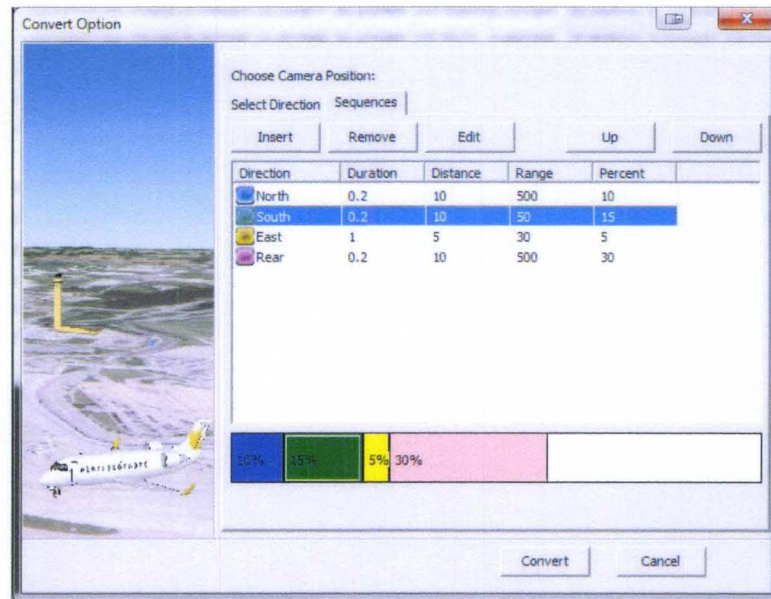 Convert Option
Choose Camera Position:
Select Direction Sequences
Insert Remove Edit Up Down
Direction Duration Distance Range Percent
North 0.2 10 500 10
South 0.2 10 50 15
East 1 5 30 5
Rear 0.2 10 500 30
10% 15% 5% 30%
Convert Cancel